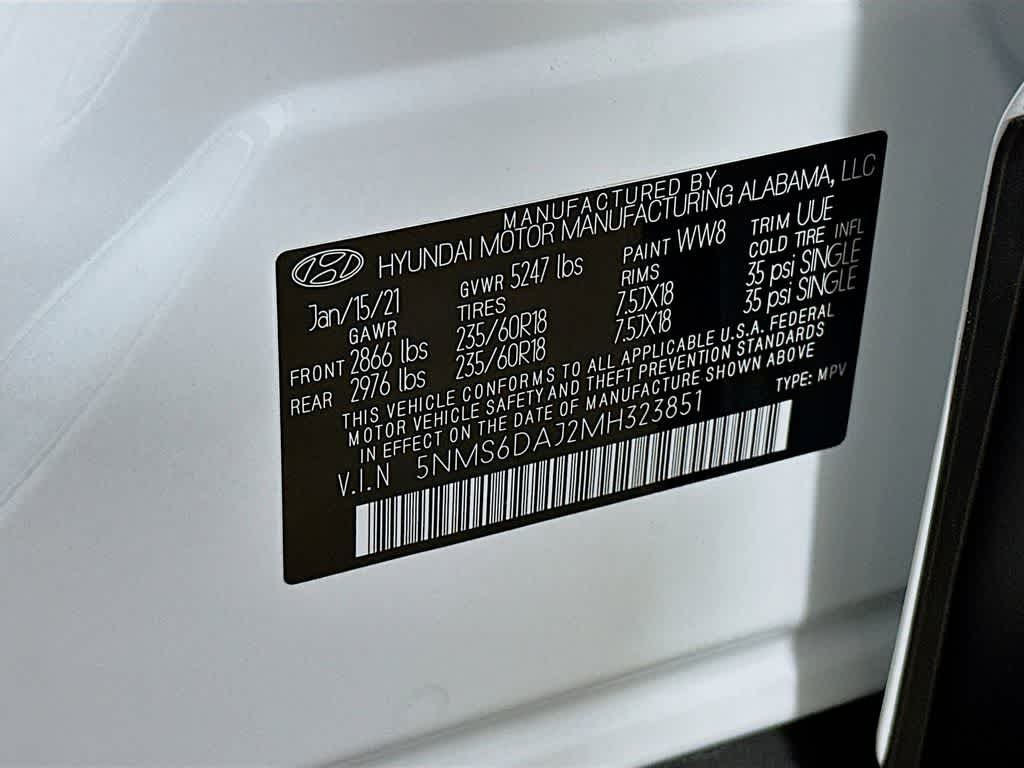 MANUFACTURED BY
HYUNDAI MOTOR MANUFACTURING ALABAMA, LLC
Jan/15/21 GVWR 5247 lbs PAINT WW8 TRIM UUE
GAWR TIRES RIMS COLD TIRE INFL
FRONT 2866 lbs 235/60R18 7.5JX18 35 psi SINGLE
REAR 2976 lbs 235/60R18 7.5JX18 35 psi SINGLE
THIS VEHICLE CONFORMS TO ALL APPLICABLE U.S.A. FEDERAL
MOTOR VEHICLE SAFETY AND THEFT PREVENTION STANDARDS
IN EFFECT ON THE DATE OF MANUFACTURE SHOWN ABOVE
V.I.N 5NMS6DAJ2MH323851 TYPE: MPV